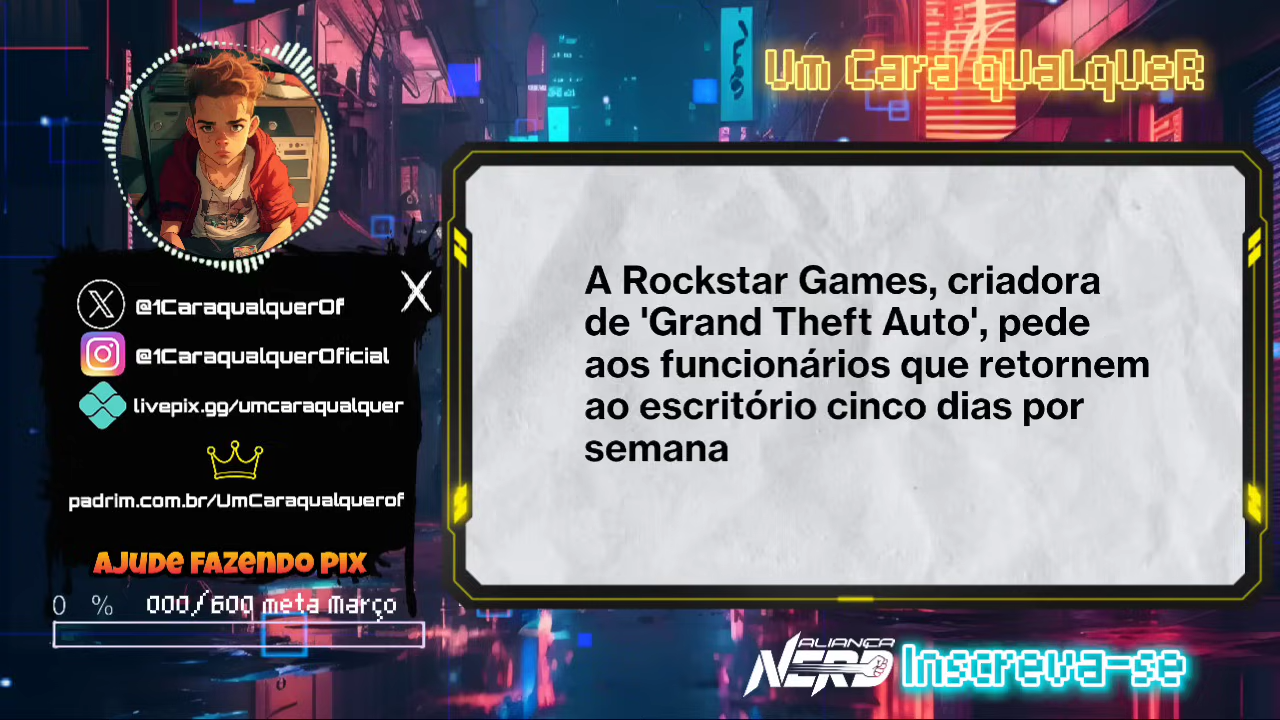 Um Cara qUaLqUeR
@1CaraqualquerOf
@1CaraqualquerOficial
livepix.gg/umcaraqualquer
padrim.com.br/UmCaraqualquerof
AJUDE FAZENDO PIX
0 % 000/600 meta Março
A Rockstar Games, criadora
de 'Grand Theft Auto', pede
aos funcionários que retornem
ao escritório cinco dias por
semana
ALIANÇA
NERD
Inscreva-se